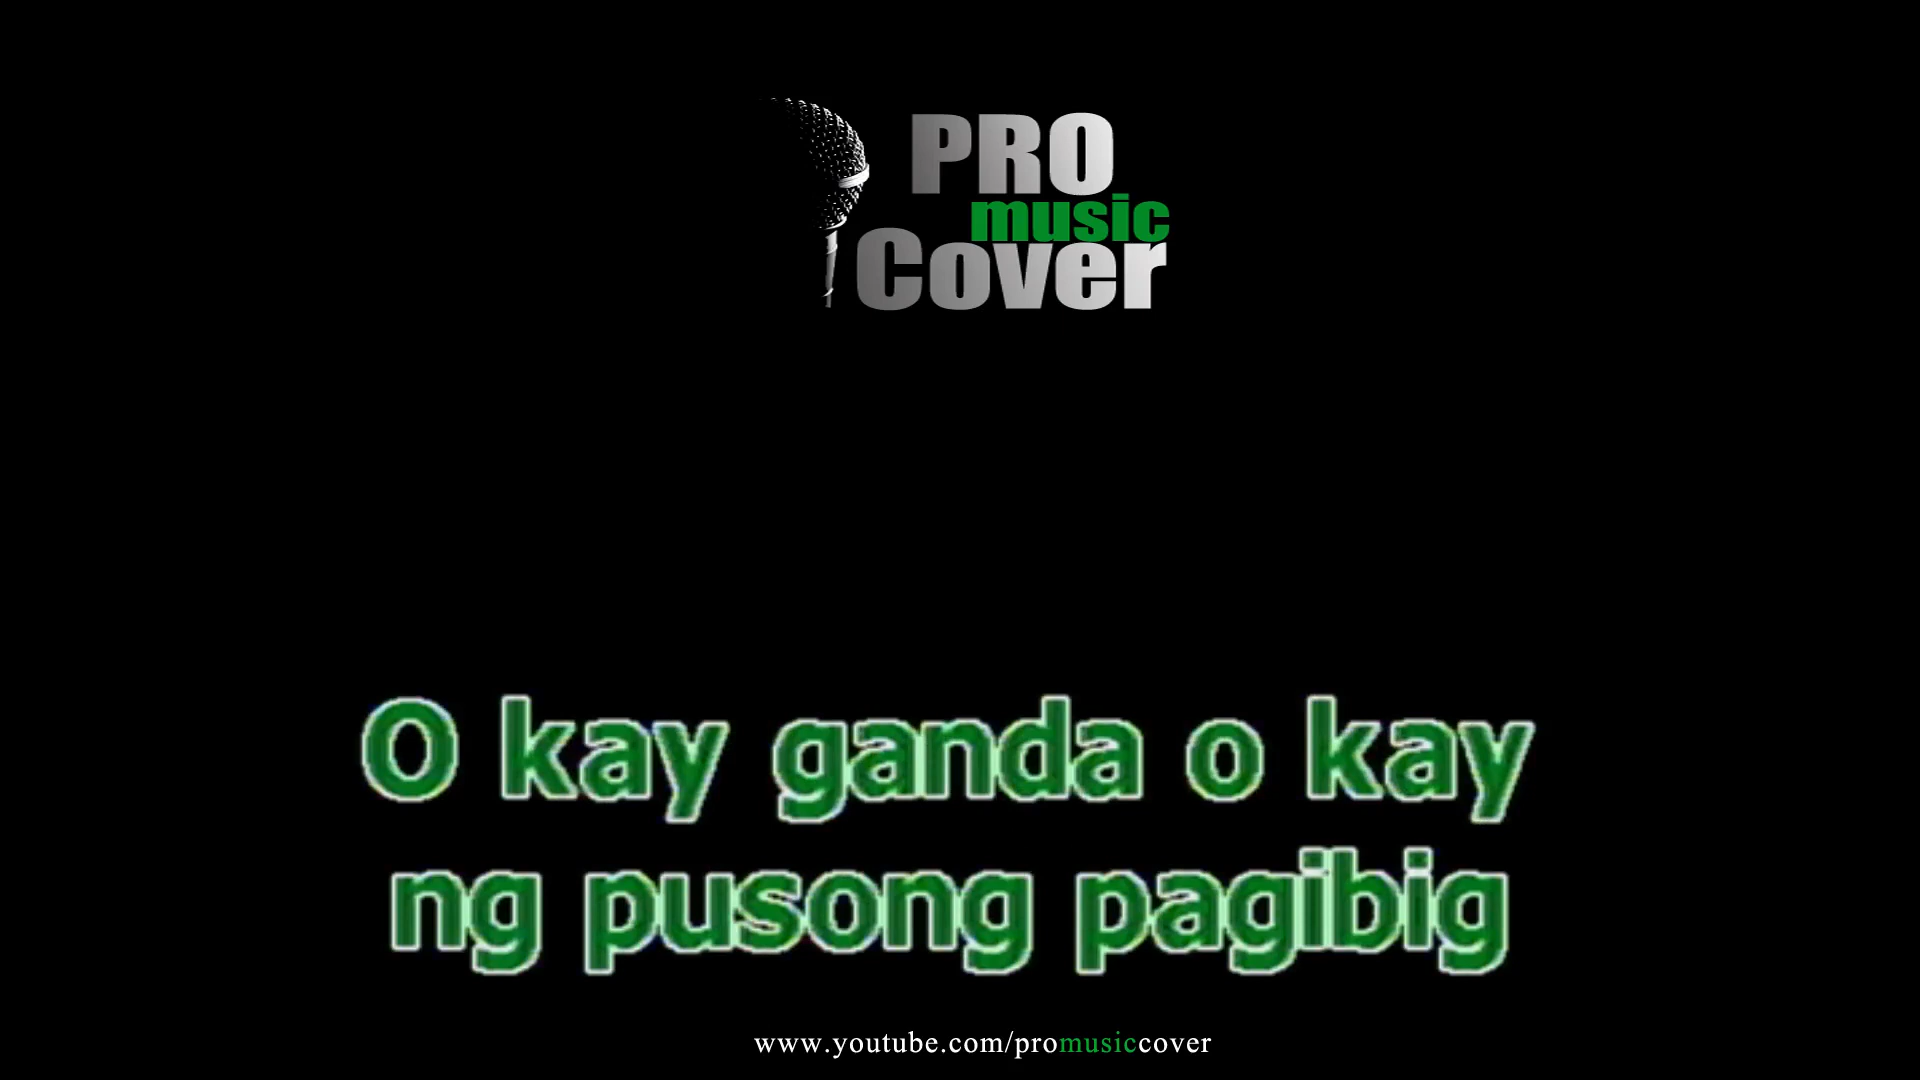 PRO
music
Cover
O kay ganda o kay
ng pusong pagibig
www.youtube.com/promusiccover